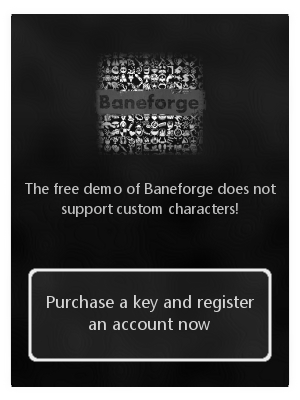 Baneforge
The free demo of Baneforge does not
support custom characters!
Purchase a key and register
an account now